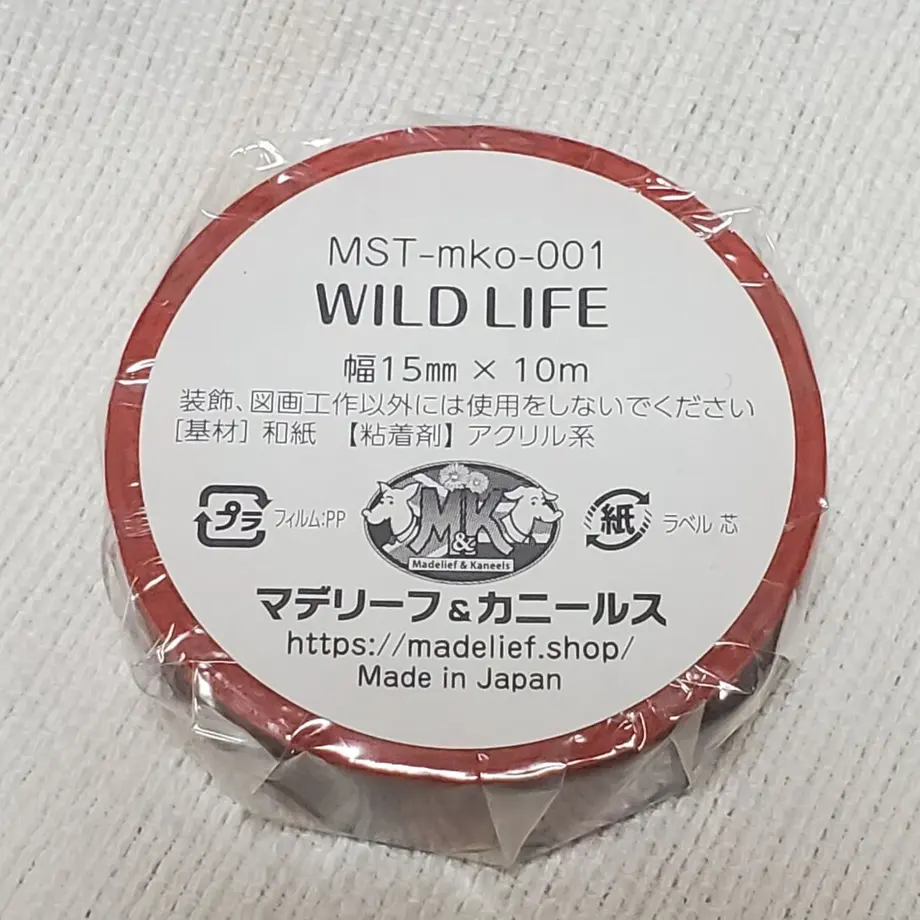 MST-mko-001
WILD LIFE
幅15㎜ × 10m
装飾、図画工作以外には使用をしないでください
[基材] 和紙 【粘着剤】 アクリル系
プラ フィルム:PP
M&K
Madelief & Kaneels
紙 ラベル 芯
マデリーフ&カニールス
https://madelief.shop/
Made in Japan